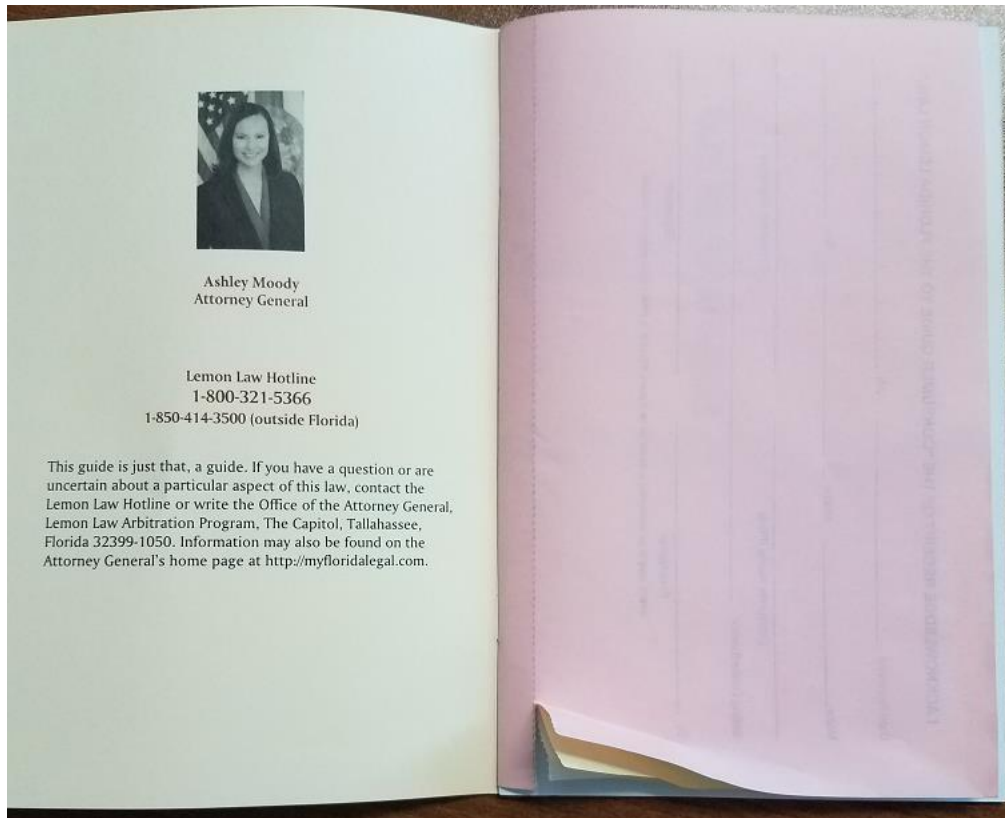 Ashley Moody
Attorney General
Lemon Law Hotline
1-800-321-5366
1-850-414-3500 (outside Florida)
This guide is just that, a guide. If you have a question or are
uncertain about a particular aspect of this law, contact the
Lemon Law Hotline or write the Office of the Attorney General,
Lemon Law Arbitration Program, The Capitol, Tallahassee,
Florida 32399-1050. Information may also be found on the
Attorney General's home page at http://myfloridalegal.com.